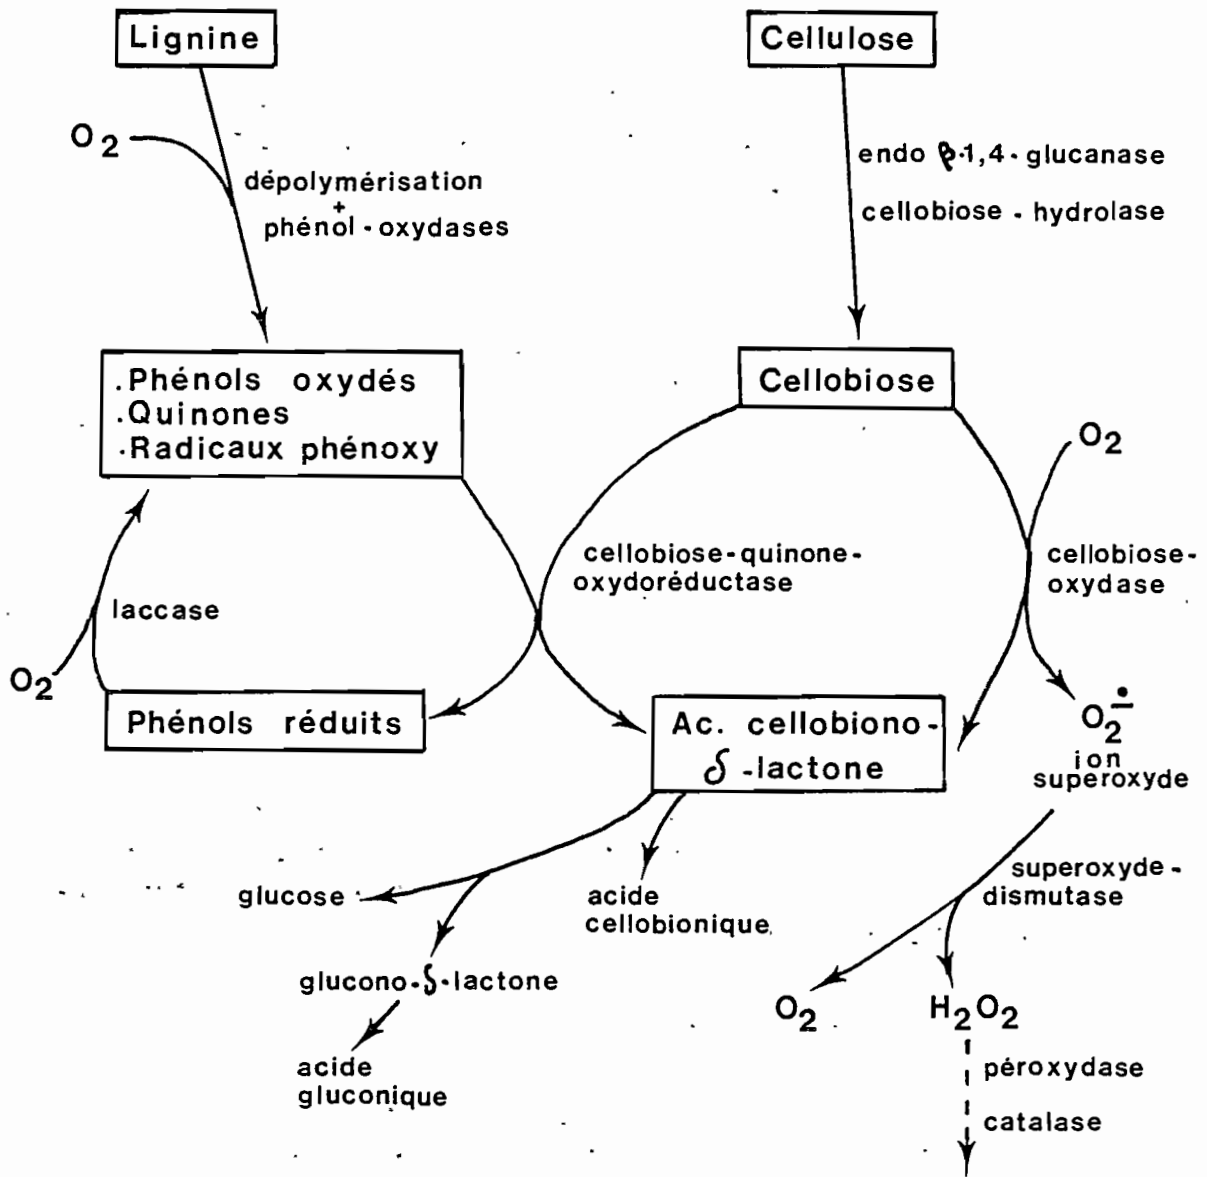 Lignine
Cellulose
O2
endo β-1,4-glucanase
dépolymérisation
+
phénol-oxydases
cellobiose-hydrolase
.Phénols oxydés
.Quinones
.Radicaux phénoxy
Cellobiose
O2
cellobiose-quinone-
oxydoréductase
cellobiose-
oxydase
laccase
O2
Phénols réduits
Ac. cellobiono-
δ-lactone
O2∸
ion
superoxyde
glucose
acide
cellobionique
superoxyde-
dismutase
glucono-δ-lactone
O2
H2O2
acide
gluconique
péroxydase
catalase